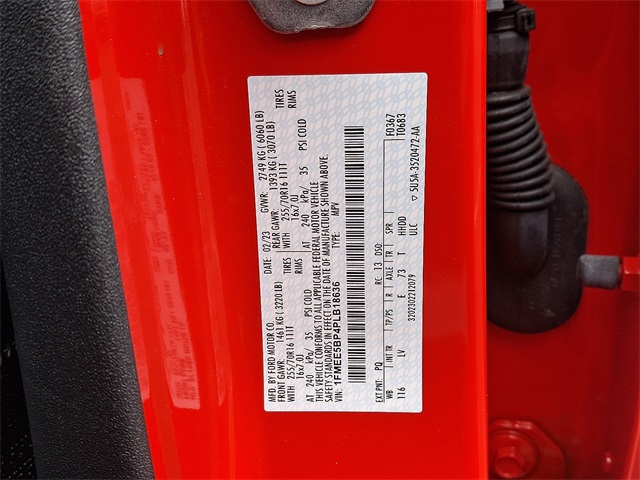 MFD. BY FORD MOTOR CO.
DATE: 02/23 GVWR: 2749 KG (6060 LB)
FRONT GAWR: 1461 KG (3220 LB) REAR GAWR: 1393 KG (3070 LB)
WITH 255/70R16 111T TIRES WITH 255/70R16 111T TIRES
16x7.0J RIMS 16x7.0J RIMS
AT 240 kPa/ 35 PSI COLD AT 240 kPa/ 35 PSI COLD
THIS VEHICLE CONFORMS TO ALL APPLICABLE FEDERAL MOTOR VEHICLE
SAFETY STANDARDS IN EFFECT ON THE DATE OF MANUFACTURE SHOWN ABOVE.
VIN: 1FMEE5BP4PLB18636 TYPE: MPV
EXT PNT: PQ RC: 13 DSO: F0367
WB INT TR TP/PS R AXLE TR SPR T0683
116 LV E 73 T HHDD
ULC
3202302212079 ▽ SU5A-3520472-AA